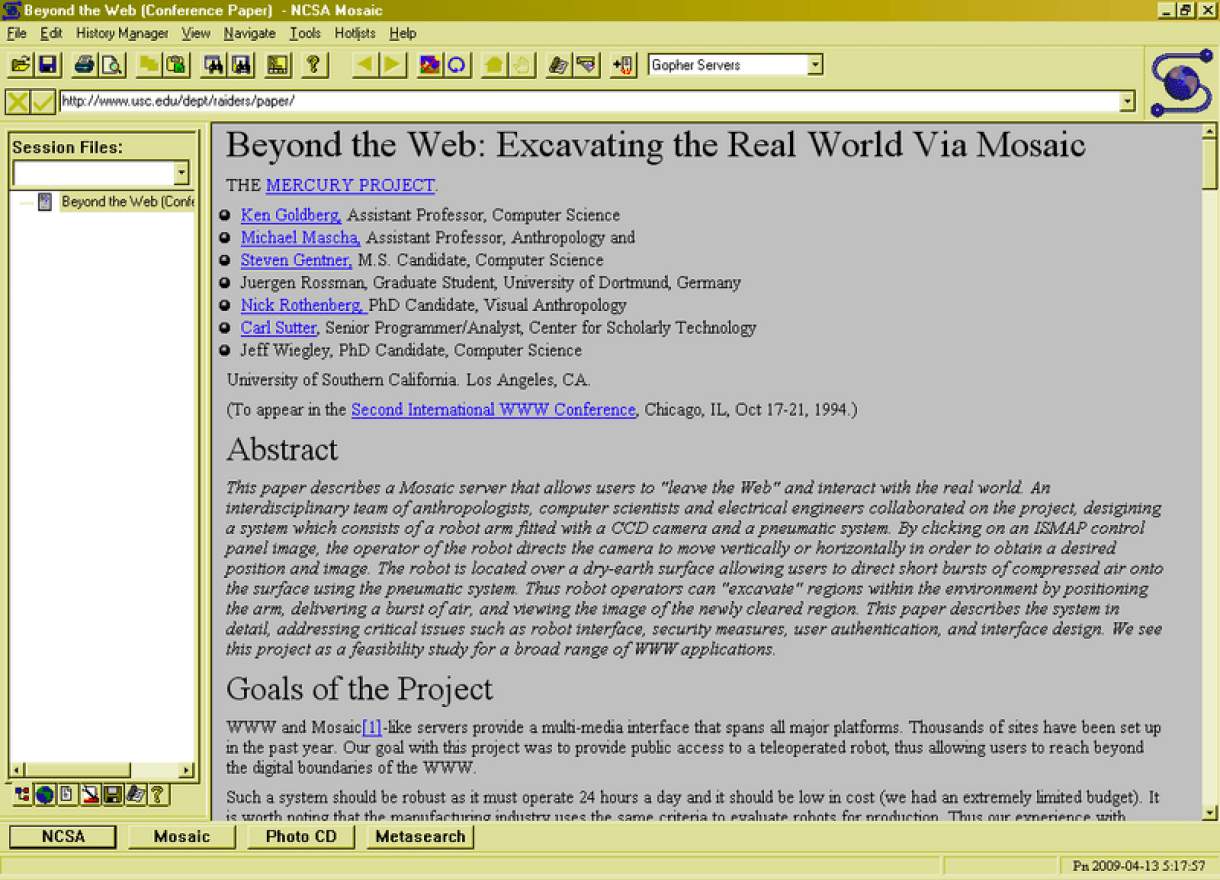 Beyond the Web (Conference Paper) - NCSA Mosaic
File Edit History Manager View Navigate Tools Hotlists Help
Gopher Servers
http://www.usc.edu/dept/raiders/paper/
Session Files:
Beyond the Web (Confe
Beyond the Web: Excavating the Real World Via Mosaic
THE MERCURY PROJECT.
Ken Goldberg, Assistant Professor, Computer Science
Michael Mascha, Assistant Professor, Anthropology and
Steven Gentner, M.S. Candidate, Computer Science
Juergen Rossman, Graduate Student, University of Dortmund, Germany
Nick Rothenberg, PhD Candidate, Visual Anthropology
Carl Sutter, Senior Programmer/Analyst, Center for Scholarly Technology
Jeff Wiegley, PhD Candidate, Computer Science
University of Southern California. Los Angeles, CA.
(To appear in the Second International WWW Conference, Chicago, IL, Oct 17-21, 1994.)
Abstract
This paper describes a Mosaic server that allows users to "leave the Web" and interact with the real world. An
interdisciplinary team of anthropologists, computer scientists and electrical engineers collaborated on the project, desigining
a system which consists of a robot arm fitted with a CCD camera and a pneumatic system. By clicking on an ISMAP control
panel image, the operator of the robot directs the camera to move vertically or horizontally in order to obtain a desired
position and image. The robot is located over a dry-earth surface allowing users to direct short bursts of compressed air onto
the surface using the pneumatic system. Thus robot operators can "excavate" regions within the environment by positioning
the arm, delivering a burst of air, and viewing the image of the newly cleared region. This paper describes the system in
detail, addressing critical issues such as robot interface, security measures, user authentication, and interface design. We see
this project as a feasibility study for a broad range of WWW applications.
Goals of the Project
WWW and Mosaic[1]-like servers provide a multi-media interface that spans all major platforms. Thousands of sites have been set up
in the past year. Our goal with this project was to provide public access to a teleoperated robot, thus allowing users to reach beyond
the digital boundaries of the WWW.
Such a system should be robust as it must operate 24 hours a day and it should be low in cost (we had an extremely limited budget). It
is worth noting that the manufacturing industry uses the same criteria to evaluate robots for production. Thus our experience with
NCSA Mosaic Photo CD Metasearch
Pn 2009-04-13 5:17:57